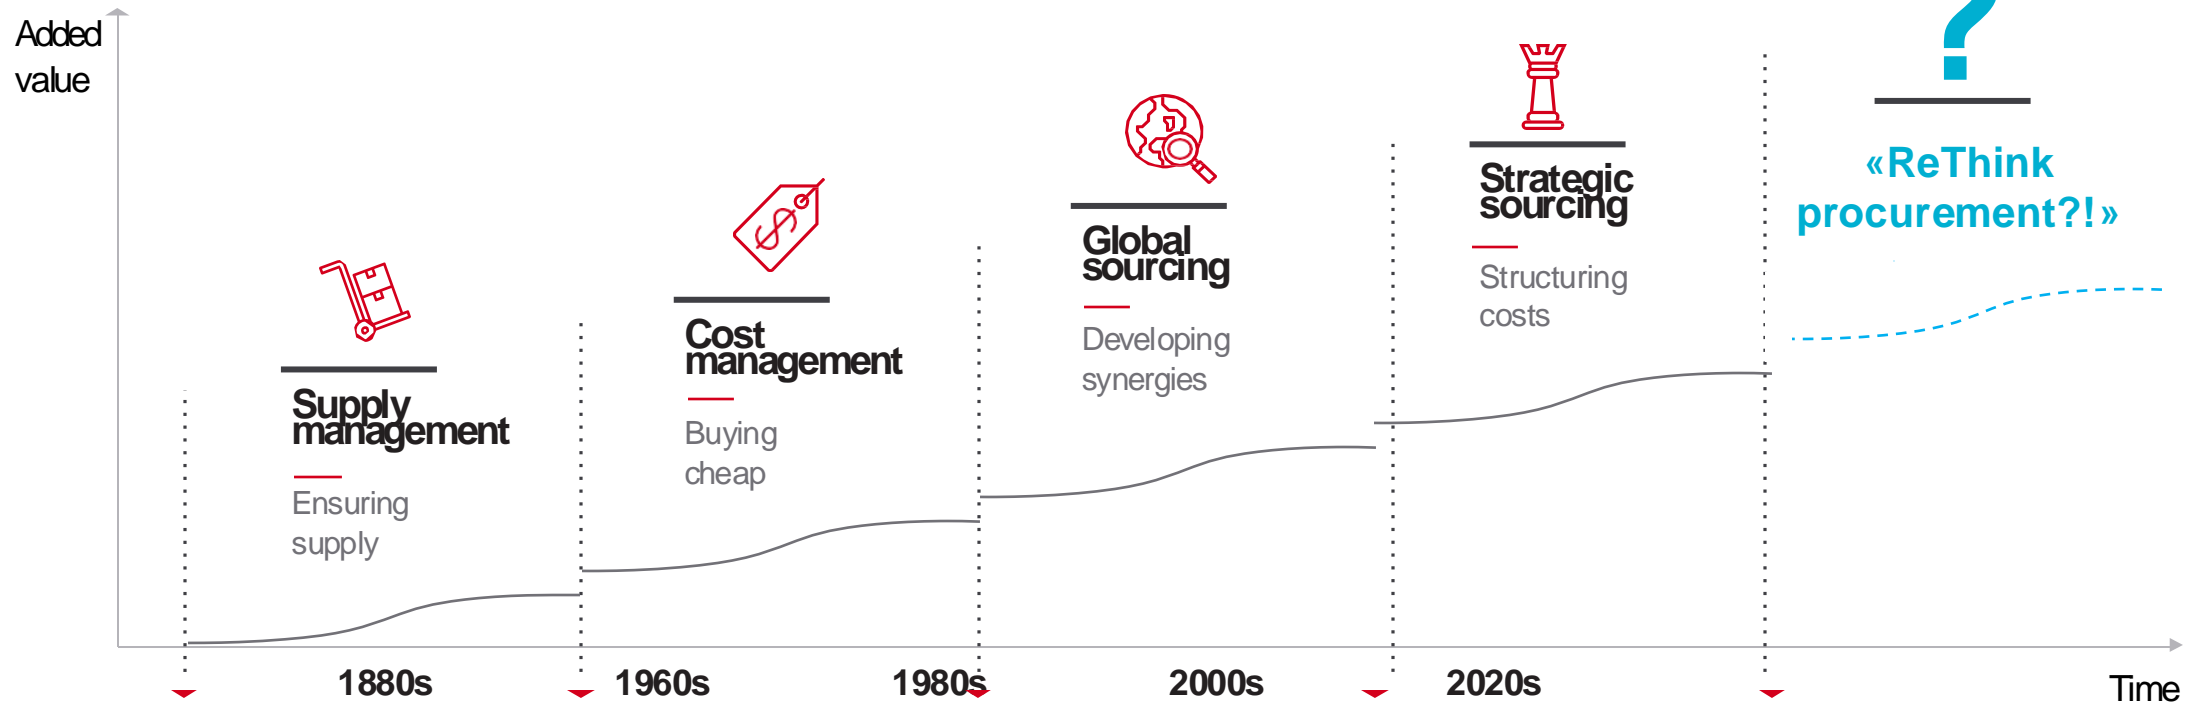 Added
value
Supply
management
Ensuring
supply
Cost
management
Buying
cheap
Global
sourcing
Developing
synergies
Strategic
sourcing
Structuring
costs
?
«ReThink
procurement?!»
1880s
1960s
1980s
2000s
2020s
Time